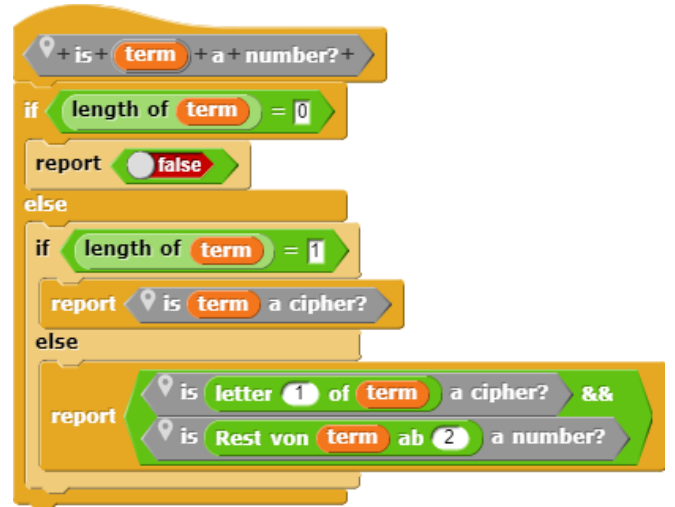 + is + term + a + number? +
if length of term = 0
report false
else
if length of term = 1
report is term a cipher?
else
is letter 1 of term a cipher? &&
report
is Rest von term ab 2 a number?